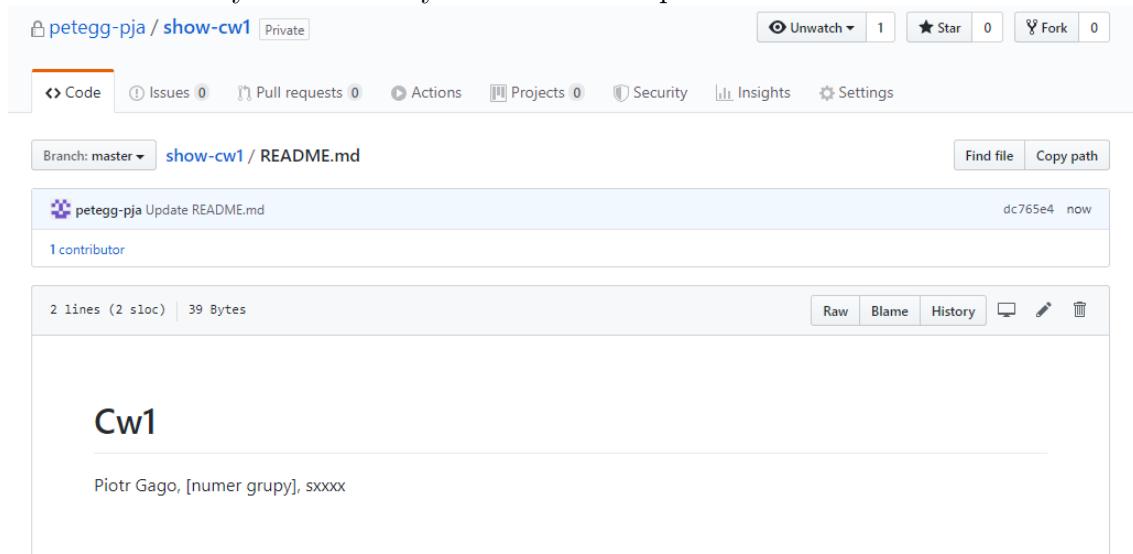 petegg-pja / show-cw1 Private Unwatch 1 Star 0 Fork 0
Code Issues 0 Pull requests 0 Actions Projects 0 Security Insights Settings
Branch: master show-cw1 / README.md Find file Copy path
petegg-pja Update README.md dc765e4 now
1 contributor
2 lines (2 sloc) 39 Bytes Raw Blame History
Cw1
Piotr Gago, [numer grupy], sxxxx